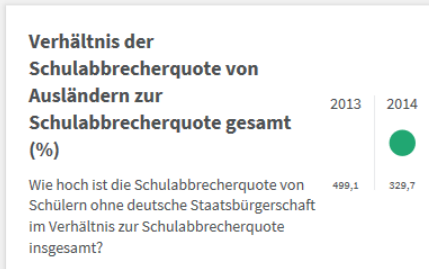 Verhältnis der
Schulabbrecherquote von
Ausländern zur
Schulabbrecherquote gesamt
(%)
2013 2014
Wie hoch ist die Schulabbrecherquote von
Schülern ohne deutsche Staatsbürgerschaft
im Verhältnis zur Schulabbrecherquote
insgesamt?
499,1 329,7